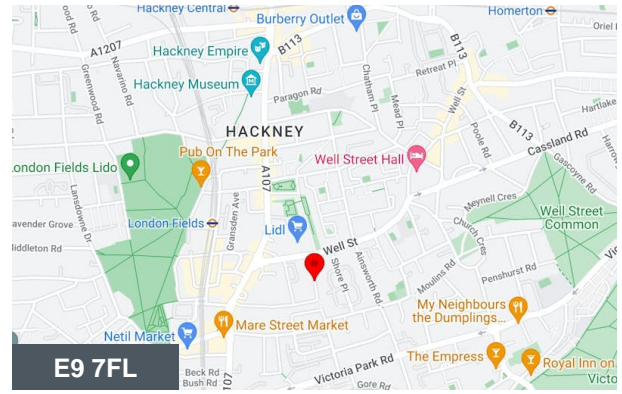 Hackney Central
Homerton
Burberry Outlet
B113
Oriel
A1207
Navarino Rd
Greenwood Rd
Hackney Empire
B113
Retreat Pl
Hackney Museum
Chatham Pl
Mead Pl
Well St
Paragon Rd
Hartlake
B113
HACKNEY
Poole Rd
Cassland Rd
Pub On The Park
London Fields Lido
Well Street Hall
Gascoyne Rd
A107
Lansdowne Dr
Meynell Cres
Gransden Ave
Well Street
Common
London Fields
Lidl
Church Cres
avender Grove
Middleton Rd
Well St
Shore Pl
Ainsworth Rd
Moulins Rd
Penshurst Rd
Vic
My Neighbours
the Dumplings...
Mare Street Market
Netil Market
The Empress
Royal Inn on
E9 7FL
Beck Rd
Bush Rd
107
Victoria Park Rd
Gore Rd